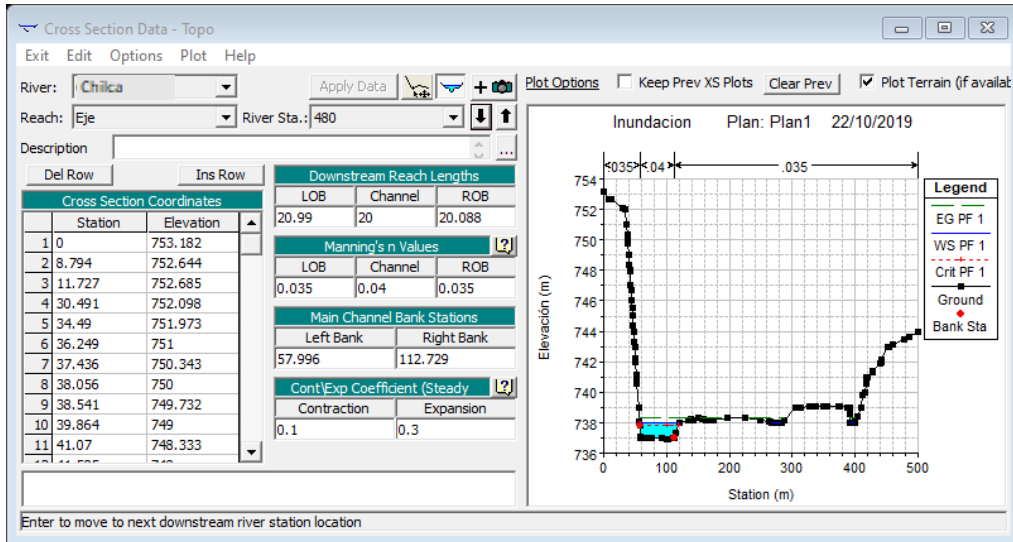 Cross Section Data - Topo
Exit Edit Options Plot Help
River: Chilca Apply Data
Reach: Eje River Sta.: 480
Description ...
Del Row Ins Row
Cross Section Coordinates
Station Elevation
1 0 753.182
2 8.794 752.644
3 11.727 752.685
4 30.491 752.098
5 34.49 751.973
6 36.249 751
7 37.436 750.343
8 38.056 750
9 38.541 749.732
10 39.864 749
11 41.07 748.333
Downstream Reach Lengths
LOB Channel ROB
20.99 20 20.088
Manning's n Values
LOB Channel ROB
0.035 0.04 0.035
Main Channel Bank Stations
Left Bank Right Bank
57.996 112.729
Cont\Exp Coefficient (Steady
Contraction Expansion
0.1 0.3
Enter to move to next downstream river station location
Plot Options Keep Prev XS Plots Clear Prev Plot Terrain (if availab
Inundacion Plan: Plan1 22/10/2019
.035 .04 .035
754
752
750
748
746
744
742
740
738
736
Elevación (m)
0 100 200 300 400 500
Station (m)
Legend
EG PF 1
WS PF 1
Crit PF 1
Ground
Bank Sta